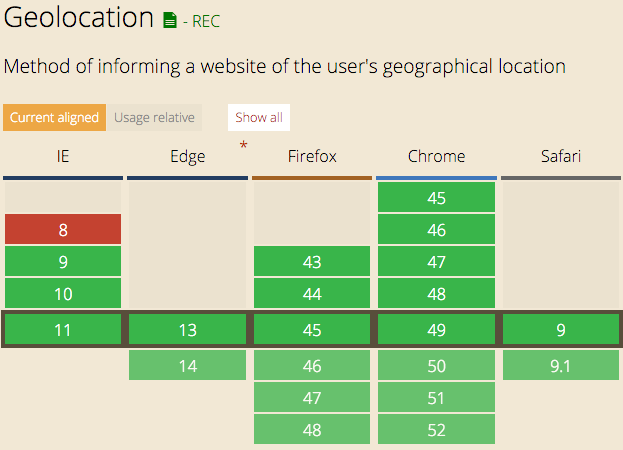 Geolocation - REC
Method of informing a website of the user's geographical location
Current aligned Usage relative Show all
IE Edge * Firefox Chrome Safari
45
8 46
9 43 47
10 44 48
11 13 45 49 9
14 46 50 9.1
47 51
48 52